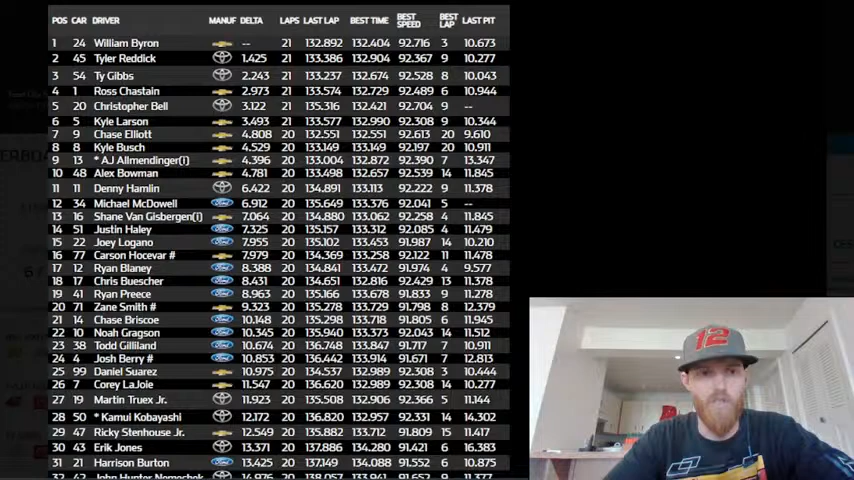 POS CAR DRIVER MANUF DELTA LAPS LAST LAP BEST TIME BEST SPEED BEST LAP LAST PIT
1 24 William Byron -- 21 132.892 132.404 92.716 3 10.673
2 45 Tyler Reddick 1.425 21 133.386 132.904 92.367 9 10.277
3 54 Ty Gibbs 2.243 21 133.237 132.674 92.528 8 10.043
4 1 Ross Chastain 2.973 21 133.574 132.729 92.489 6 10.944
5 20 Christopher Bell 3.122 21 135.316 132.421 92.704 9 --
6 5 Kyle Larson 3.493 21 133.577 132.990 92.308 9 10.344
7 9 Chase Elliott 4.808 20 132.551 132.551 92.613 20 9.610
8 8 Kyle Busch 4.529 20 133.149 133.149 92.197 20 10.911
9 13 * AJ Allmendinger(i) 4.396 20 133.004 132.872 92.390 7 13.347
10 48 Alex Bowman 4.781 20 133.498 132.657 92.539 14 11.845
11 11 Denny Hamlin 6.422 20 134.891 133.113 92.222 9 11.378
12 34 Michael McDowell 6.912 20 135.649 133.376 92.041 5 --
13 16 Shane Van Gisbergen(i) 7.064 20 134.880 133.062 92.258 4 11.845
14 51 Justin Haley 7.325 20 135.157 133.312 92.085 4 11.479
15 22 Joey Logano 7.955 20 135.102 133.453 91.987 14 10.210
16 77 Carson Hocevar # 7.979 20 134.369 133.258 92.122 11 11.478
17 12 Ryan Blaney 8.388 20 134.841 133.472 91.974 4 9.577
18 17 Chris Buescher 8.431 20 134.651 132.816 92.429 13 11.378
19 41 Ryan Preece 8.963 20 135.166 133.678 91.833 9 11.278
20 71 Zane Smith # 9.323 20 135.278 133.729 91.798 8 12.379
21 14 Chase Briscoe 10.148 20 135.298 133.718 91.805 6 11.945
22 10 Noah Gragson 10.345 20 135.940 133.373 92.043 14 11.512
23 38 Todd Gilliland 10.674 20 136.748 133.847 91.717 7 10.911
24 4 Josh Berry # 10.853 20 136.442 133.914 91.671 7 12.813
25 99 Daniel Suarez 10.975 20 134.537 132.989 92.308 3 10.444
26 7 Corey LaJoie 11.547 20 136.620 132.989 92.308 14 10.277
27 19 Martin Truex Jr. 11.923 20 135.508 132.906 92.366 5 11.144
28 50 * Kamui Kobayashi 12.172 20 136.820 132.957 92.331 14 14.302
29 47 Ricky Stenhouse Jr. 12.549 20 135.882 133.712 91.809 15 11.417
30 43 Erik Jones 13.371 20 137.886 134.280 91.421 6 16.383
31 21 Harrison Burton 13.425 20 137.149 134.088 91.552 6 10.875
32 42 John Hunter Nemechek 14.976 20 138.057 133.941 91.652 9 11.377
12